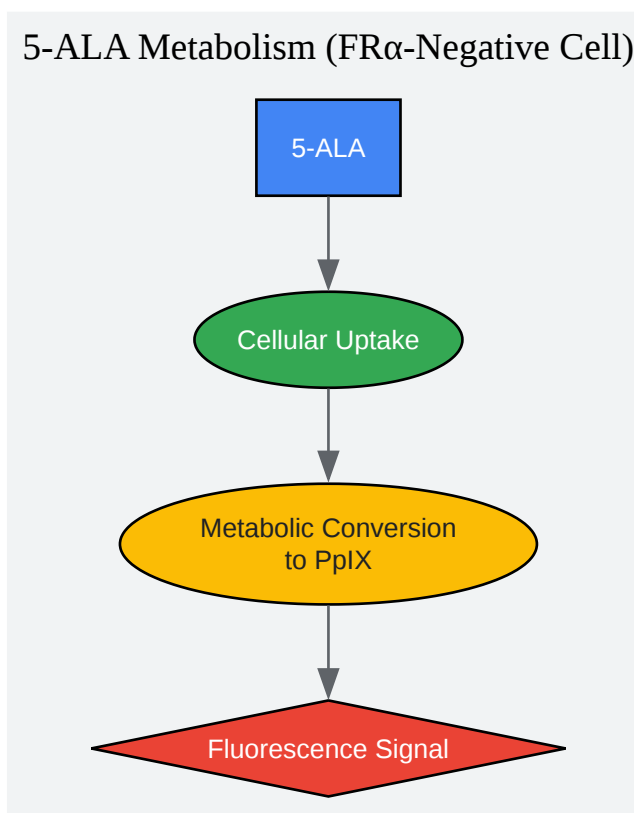 5-ALA Metabolism (FRα-Negative Cell)
5-ALA
Cellular Uptake
Metabolic Conversion
to PpIX
Fluorescence Signal